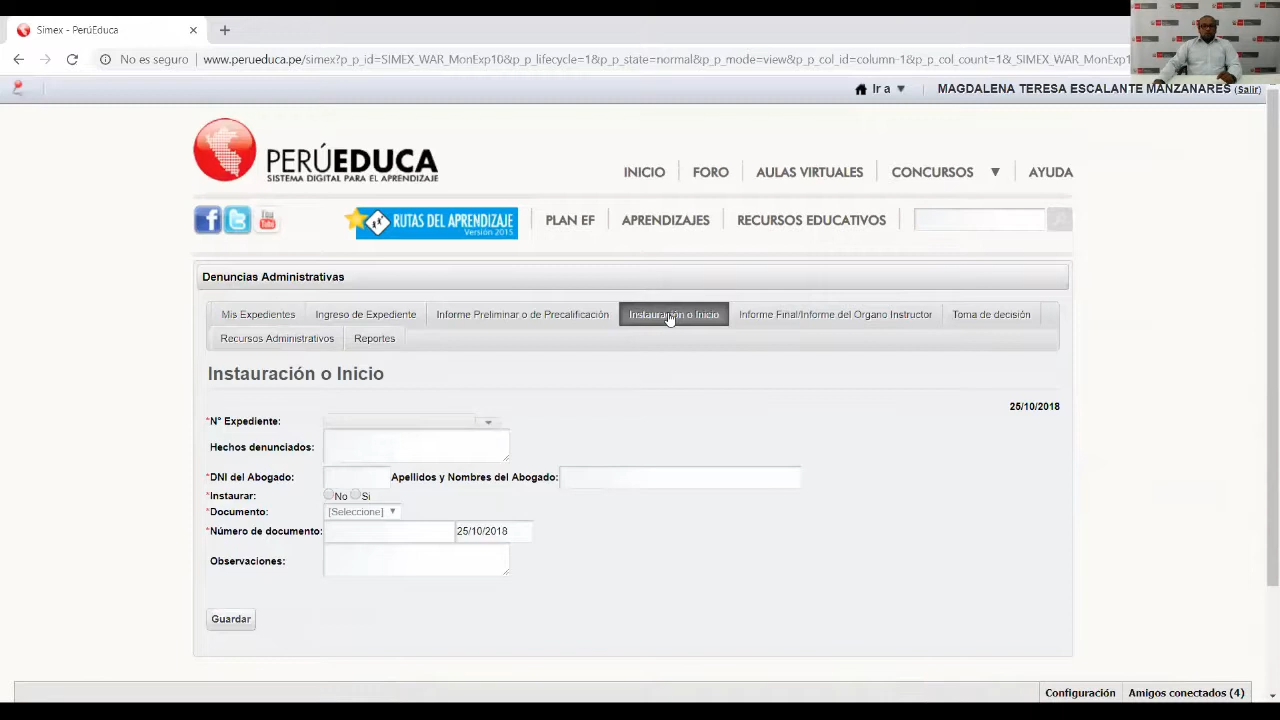 Simex - PerúEduca
No es seguro www.perueduca.pe/simex?p_p_id=SIMEX_WAR_MonExp10&p_p_lifecycle=1&p_p_state=normal&p_p_mode=view&p_p_col_id=column-1&p_p_col_count=1&_SIMEX_WAR_MonExp1
Ir a ▼ MAGDALENA TERESA ESCALANTE MANZANARES (Salir)
PERÚEDUCA
SISTEMA DIGITAL PARA EL APRENDIZAJE
INICIO FORO AULAS VIRTUALES CONCURSOS ▼ AYUDA
RUTAS DEL APRENDIZAJE
Versión 2015
PLAN EF APRENDIZAJES RECURSOS EDUCATIVOS
Denuncias Administrativas
Mis Expedientes Ingreso de Expediente Informe Preliminar o de Precalificación Instauración o Inicio Informe Final/Informe del Organo Instructor Toma de decisión
Recursos Administrativos Reportes
Instauración o Inicio
25/10/2018
*N° Expediente:
Hechos denunciados:
*DNI del Abogado: Apellidos y Nombres del Abogado:
*Instaurar: No Si
*Documento: [Seleccione] ▼
*Número de documento: 25/10/2018
Observaciones:
Guardar
Configuración Amigos conectados (4)